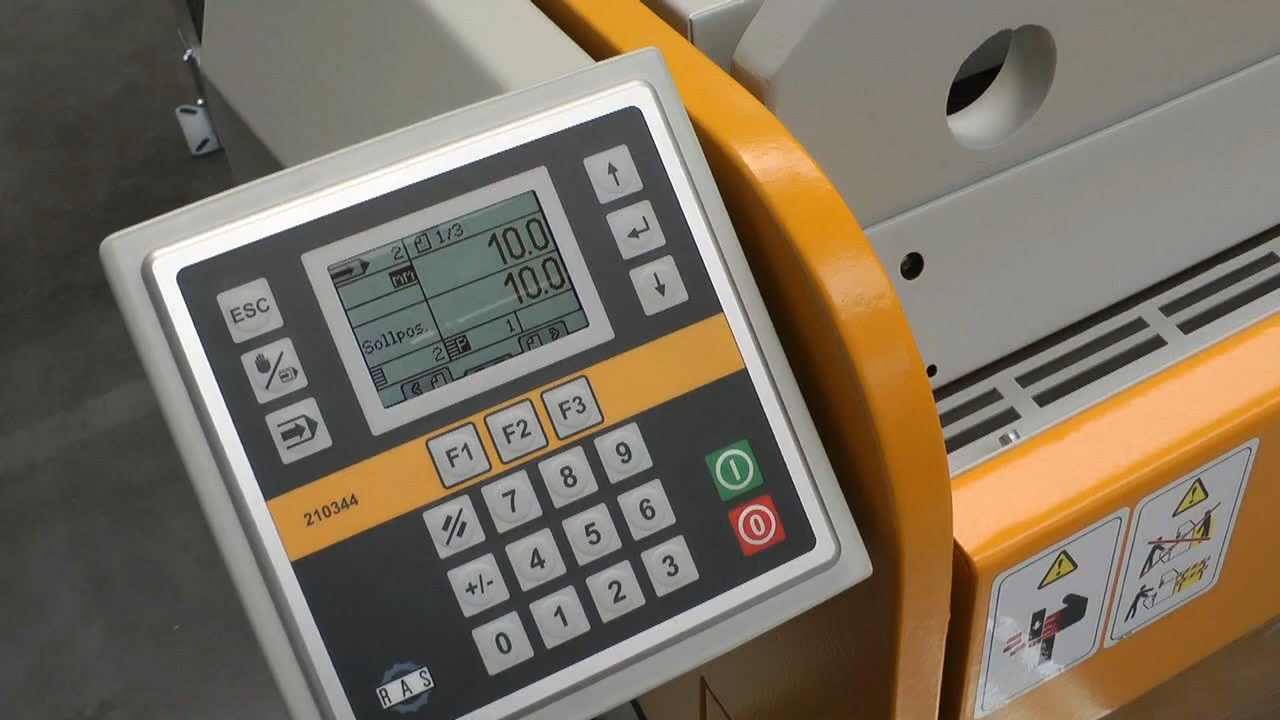 2 1/3 10.0
MM 10.0
Sollpos. 1
2 P
ESC
F1 F2 F3
210344
7 8 9
4 5 6
+/- 1 2 3
0
RAS